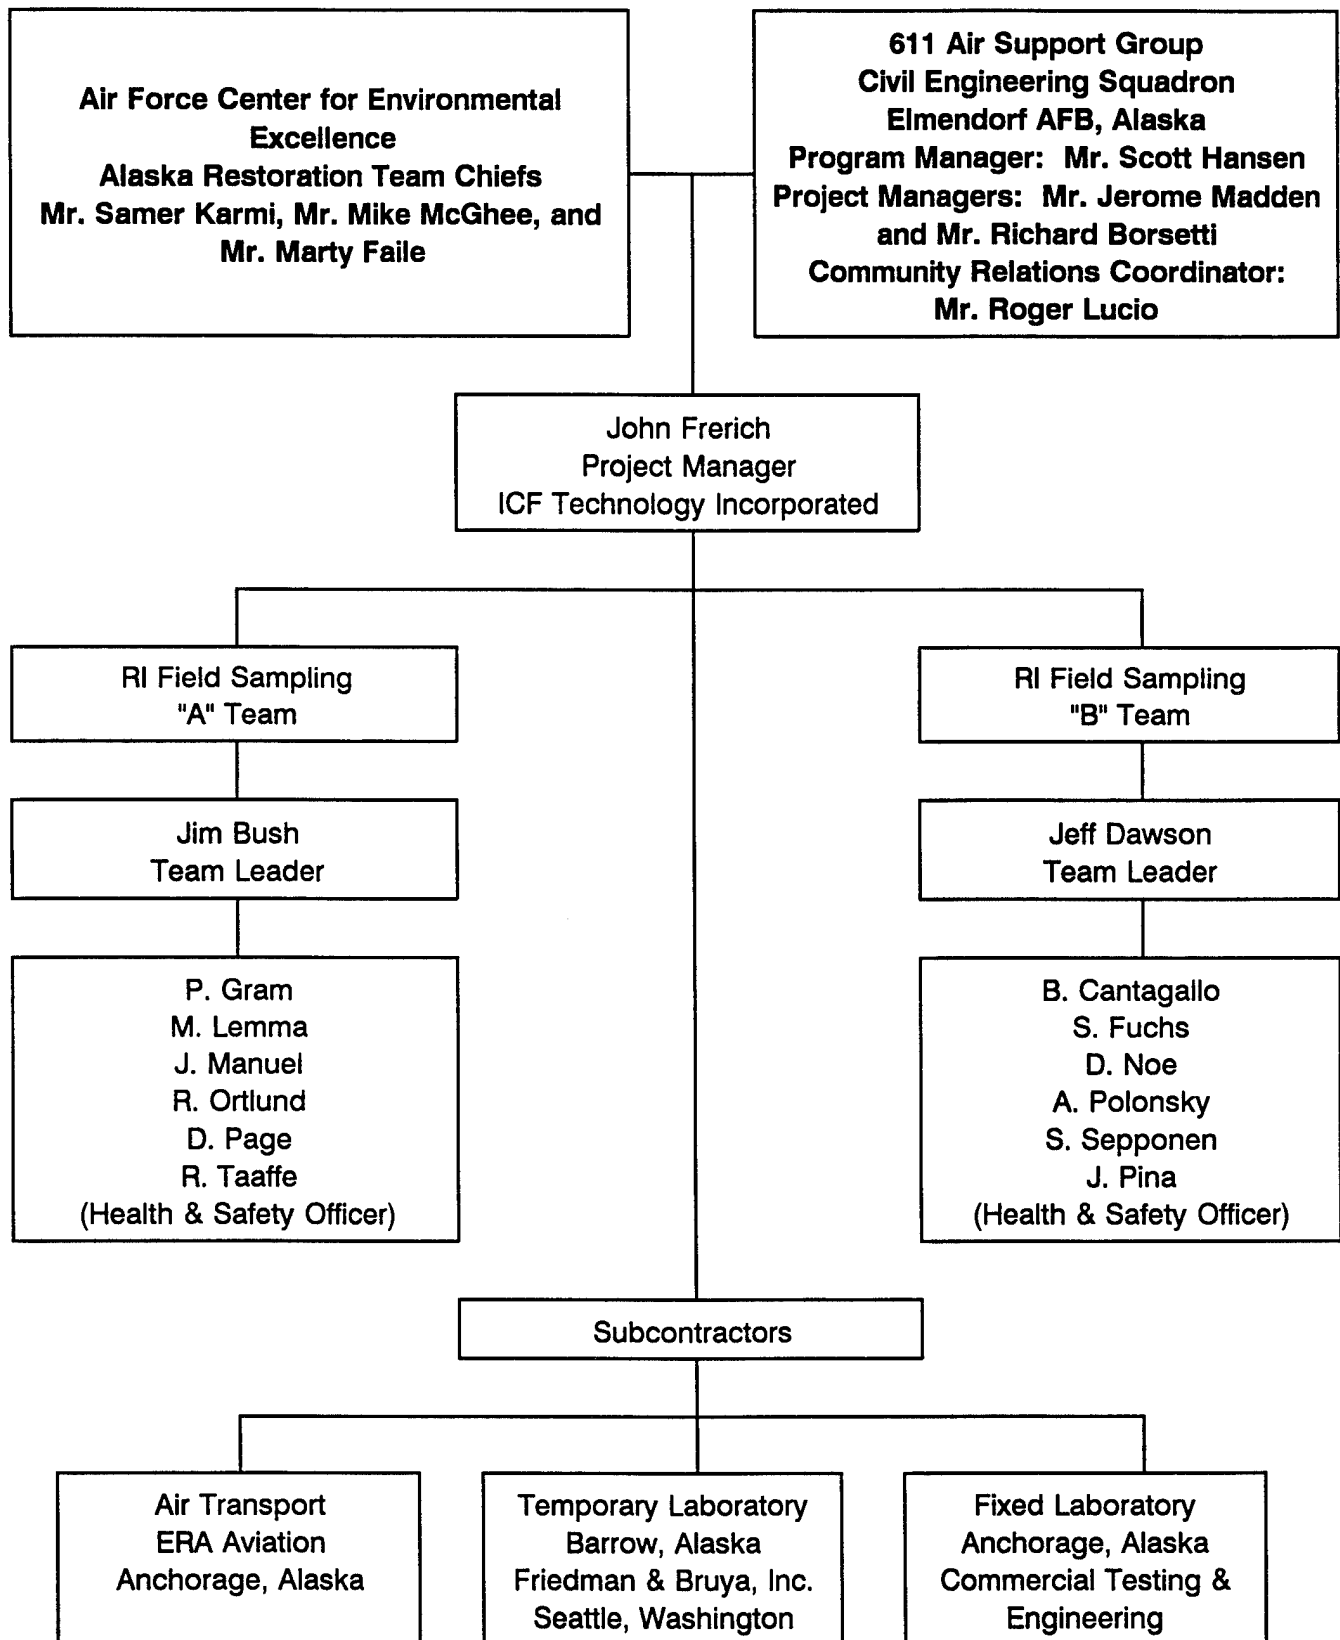 Air Force Center for Environmental
Excellence
Alaska Restoration Team Chiefs
Mr. Samer Karmi, Mr. Mike McGhee, and
Mr. Marty Faile
611 Air Support Group
Civil Engineering Squadron
Elmendorf AFB, Alaska
Program Manager: Mr. Scott Hansen
Project Managers: Mr. Jerome Madden
and Mr. Richard Borsetti
Community Relations Coordinator:
Mr. Roger Lucio
John Frerich
Project Manager
ICF Technology Incorporated
RI Field Sampling
"A" Team
RI Field Sampling
"B" Team
Jim Bush
Team Leader
Jeff Dawson
Team Leader
P. Gram
M. Lemma
J. Manuel
R. Ortlund
D. Page
R. Taaffe
(Health & Safety Officer)
B. Cantagallo
S. Fuchs
D. Noe
A. Polonsky
S. Sepponen
J. Pina
(Health & Safety Officer)
Subcontractors
Air Transport
ERA Aviation
Anchorage, Alaska
Temporary Laboratory
Barrow, Alaska
Friedman & Bruya, Inc.
Seattle, Washington
Fixed Laboratory
Anchorage, Alaska
Commercial Testing &
Engineering